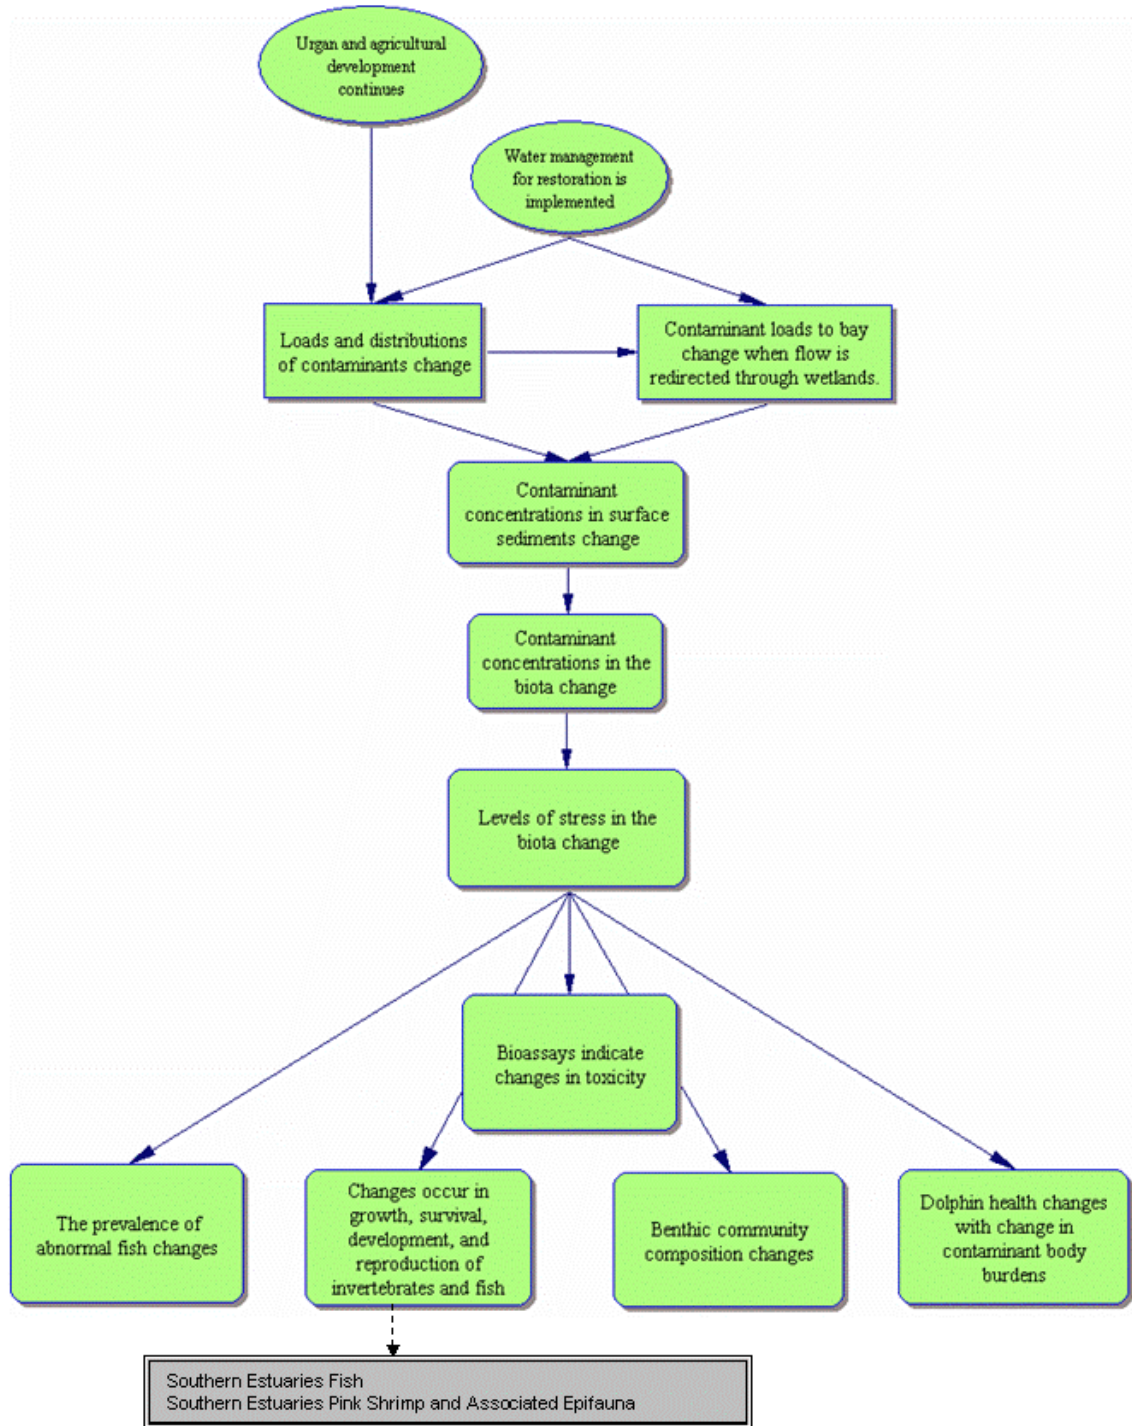 Urgan and agricultural
development
continues
Water management
for restoration is
implemented
Loads and distributions
of contaminants change
Contaminant loads to bay
change when flow is
redirected through wetlands.
Contaminant
concentrations in surface
sediments change
Contaminant
concentrations in the
biota change
Levels of stress in the
biota change
Bioassays indicate
changes in toxicity
The prevalence of
abnormal fish changes
Changes occur in
growth, survival,
development, and
reproduction of
invertebrates and fish
Benthic community
composition changes
Dolphin health changes
with change in
contaminant body
burdens
Southern Estuaries Fish
Southern Estuaries Pink Shrimp and Associated Epifauna